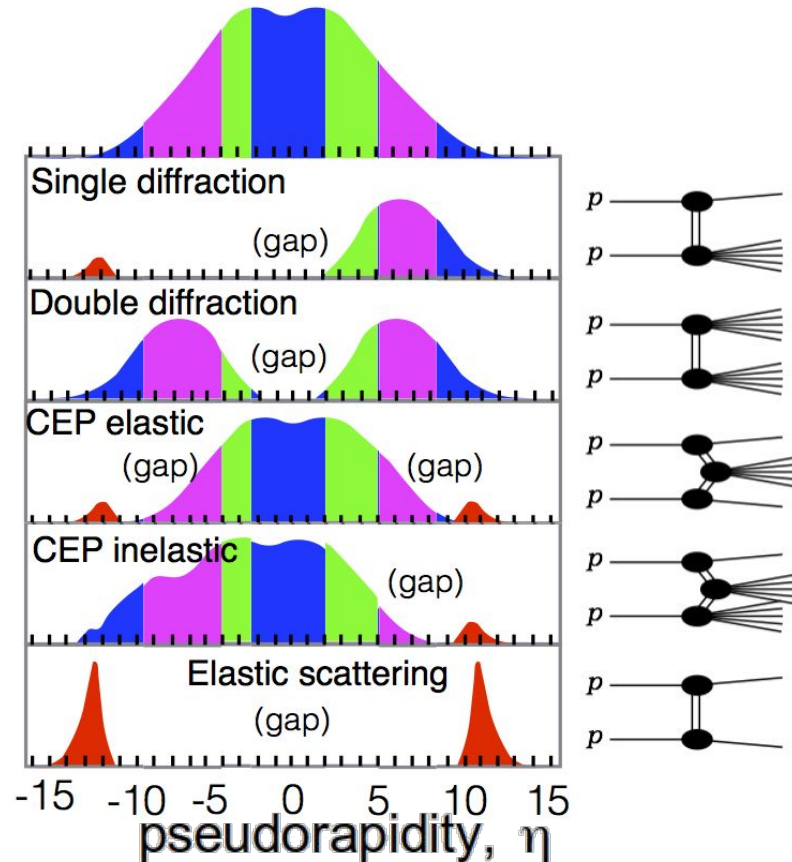 Single diffraction
(gap)
p
p
Double diffraction
(gap)
p
p
CEP elastic
(gap) (gap)
p
p
CEP inelastic
(gap)
p
p
Elastic scattering
(gap)
p
p
-15 -10 -5 0 5 10 15
pseudorapidity, η